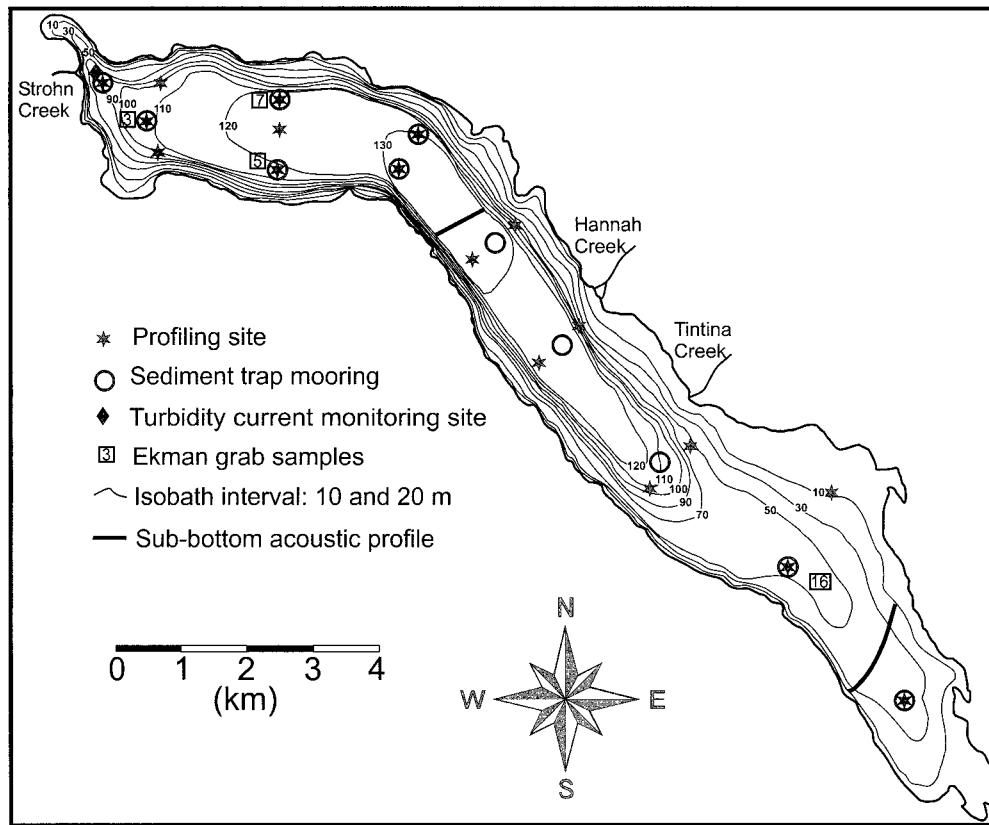 10 30
50
Strohn
Creek
90 100 110
3
7
120
5
130
Hannah
Creek
Tintina
Creek
Profiling site
Sediment trap mooring
Turbidity current monitoring site
3 Ekman grab samples
Isobath interval: 10 and 20 m
Sub-bottom acoustic profile
120
110
100
90
70
50
30
10
16
0 1 2 3 4
(km)
N
W E
S